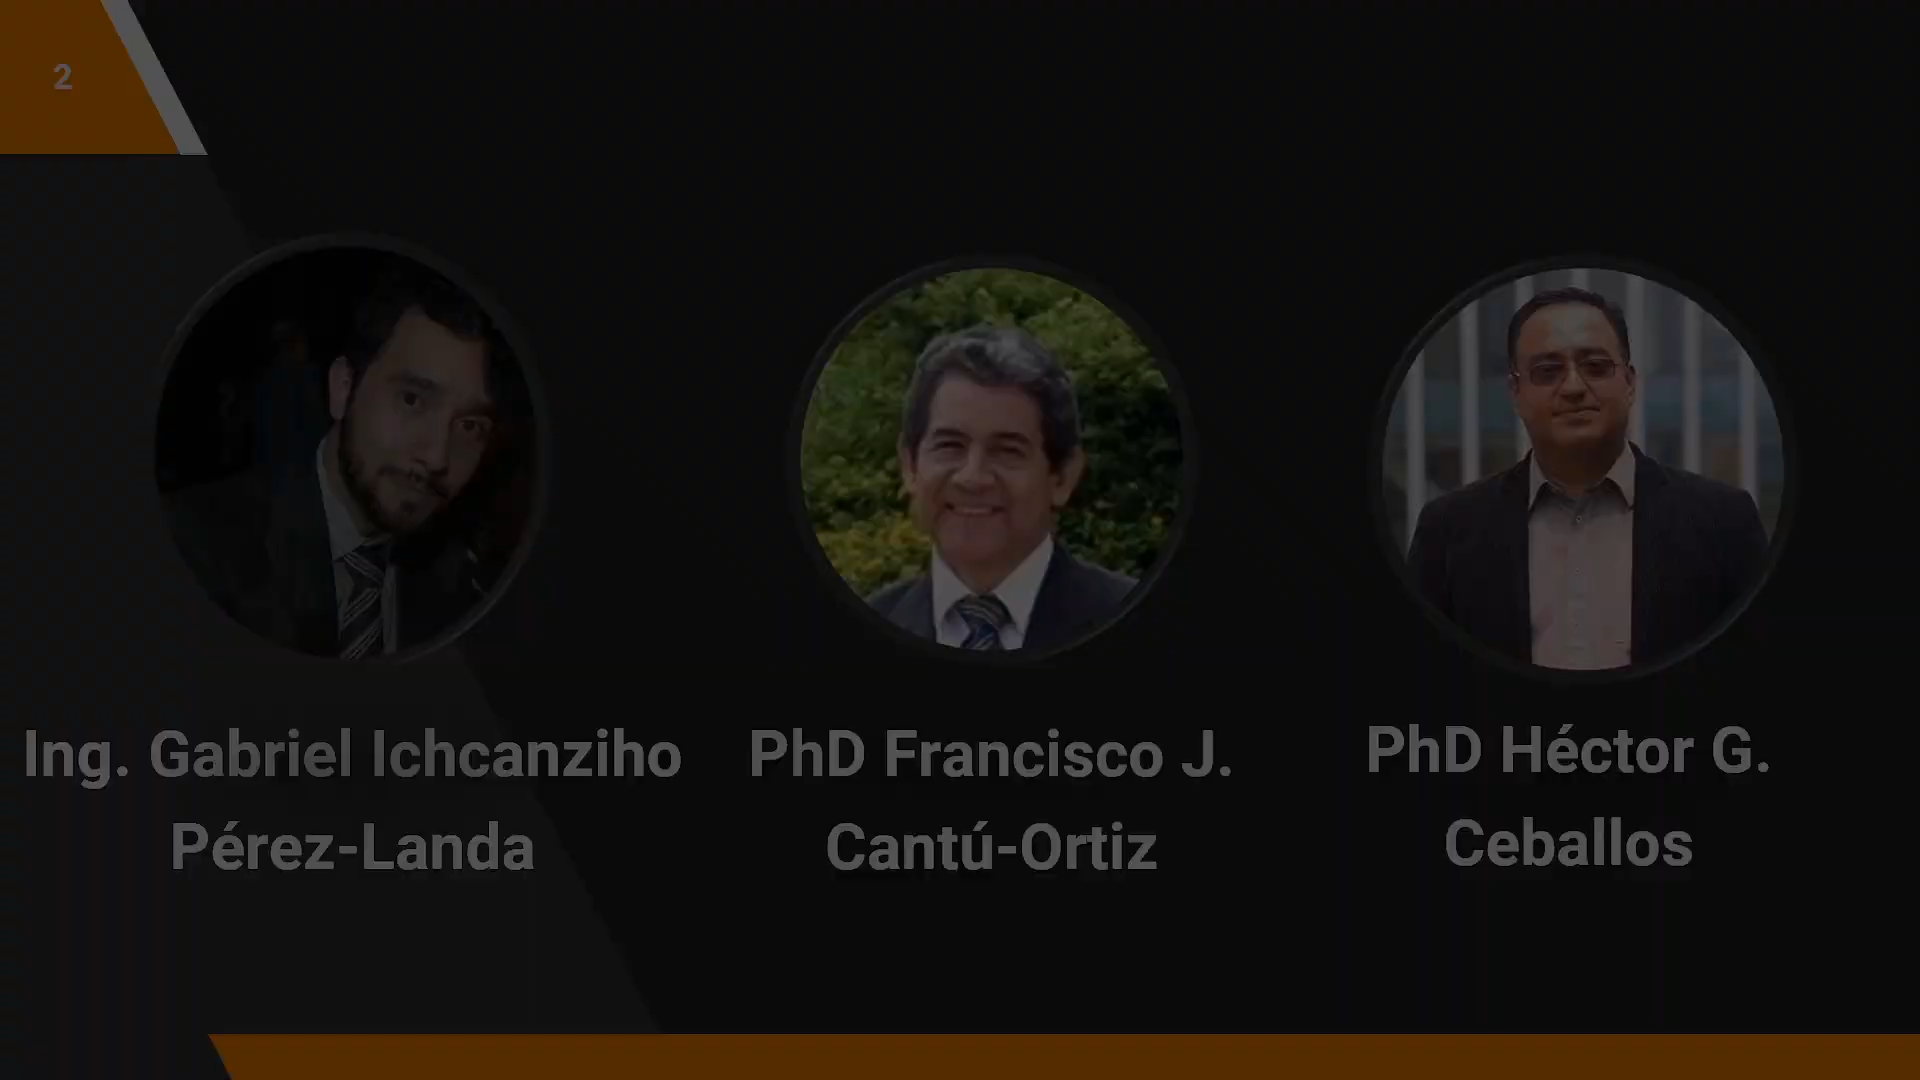 2
Ing. Gabriel Ichcanziho
Pérez-Landa
PhD Francisco J.
Cantú-Ortiz
PhD Héctor G.
Ceballos